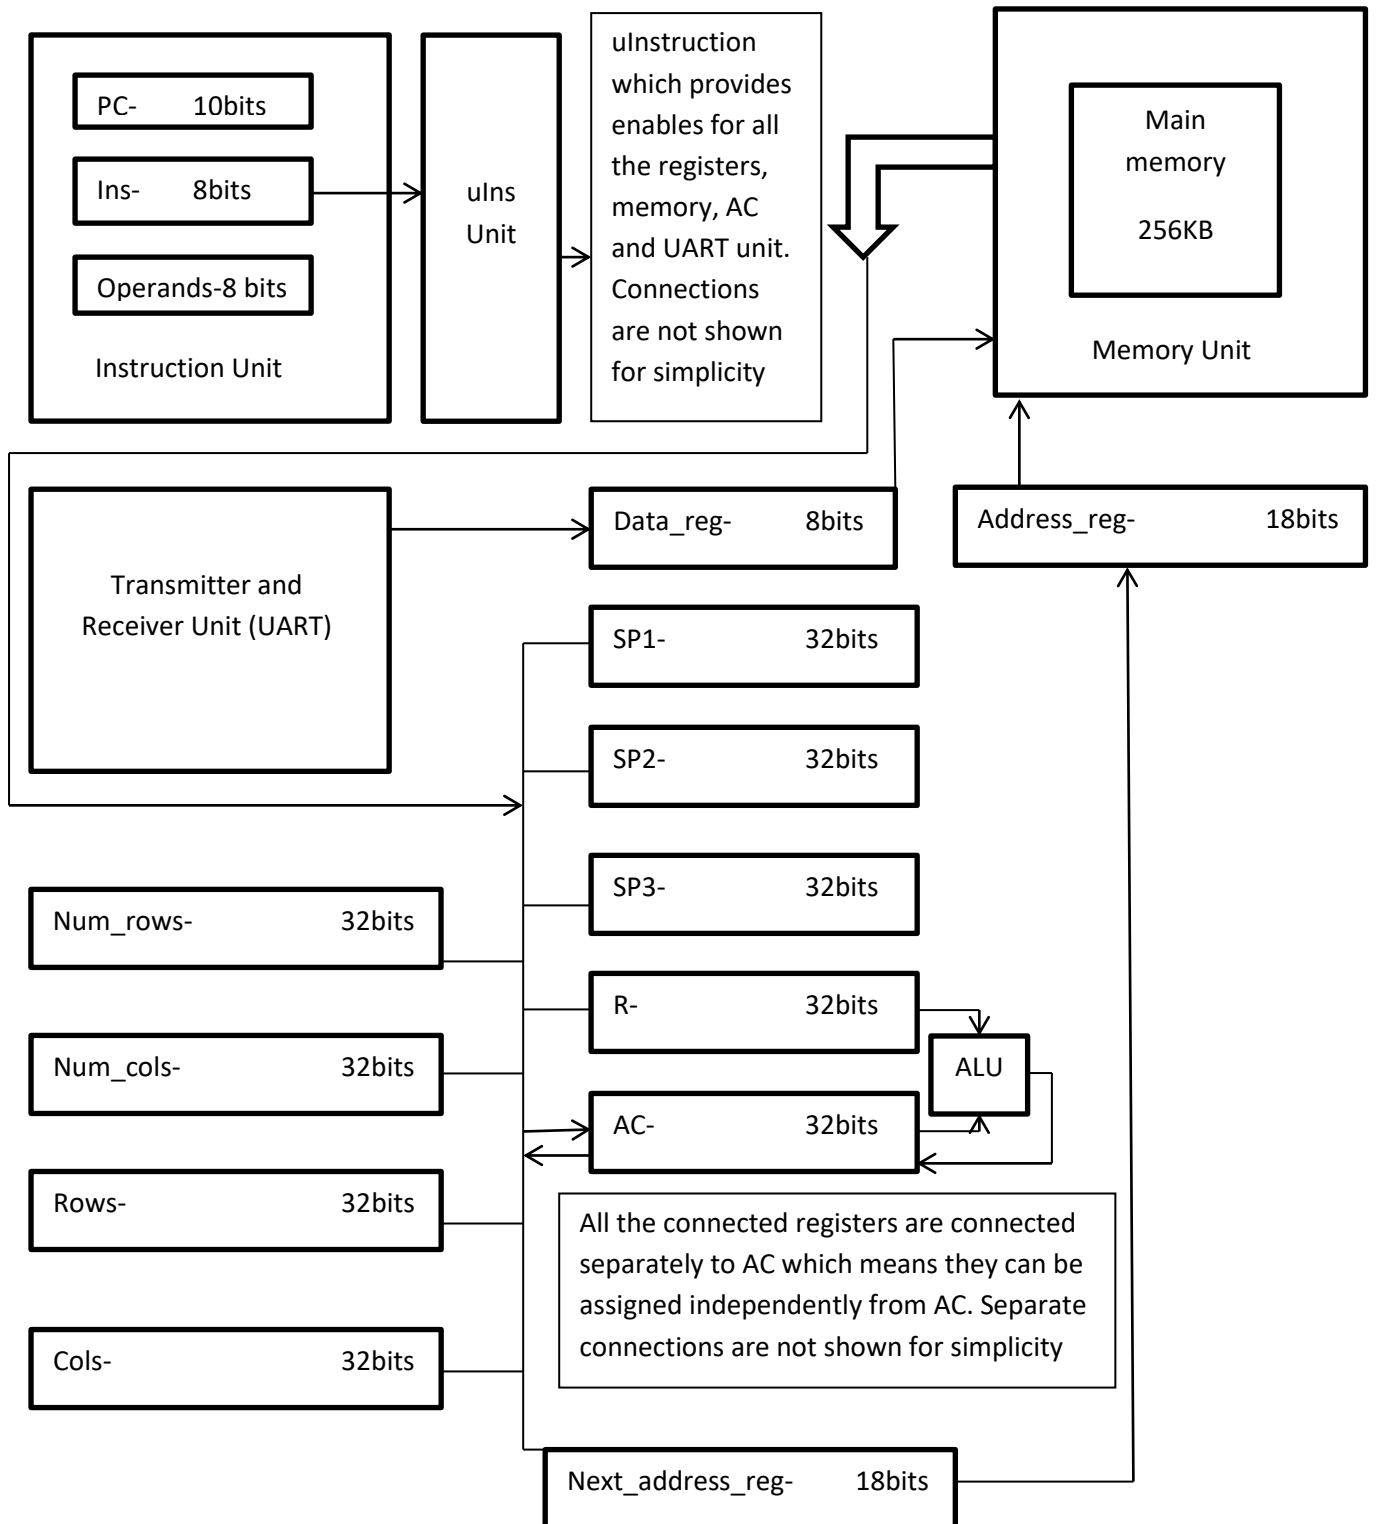 PC- 10bits
Ins- 8bits
Operands-8 bits
Instruction Unit
uIns
Unit
uInstruction
which provides
enables for all
the registers,
memory, AC
and UART unit.
Connections
are not shown
for simplicity
Main
memory
256KB
Memory Unit
Transmitter and
Receiver Unit (UART)
Data_reg- 8bits
Address_reg- 18bits
SP1- 32bits
SP2- 32bits
SP3- 32bits
Num_rows- 32bits
R- 32bits
Num_cols- 32bits
ALU
AC- 32bits
Rows- 32bits
All the connected registers are connected
separately to AC which means they can be
assigned independently from AC. Separate
connections are not shown for simplicity
Cols- 32bits
Next_address_reg- 18bits